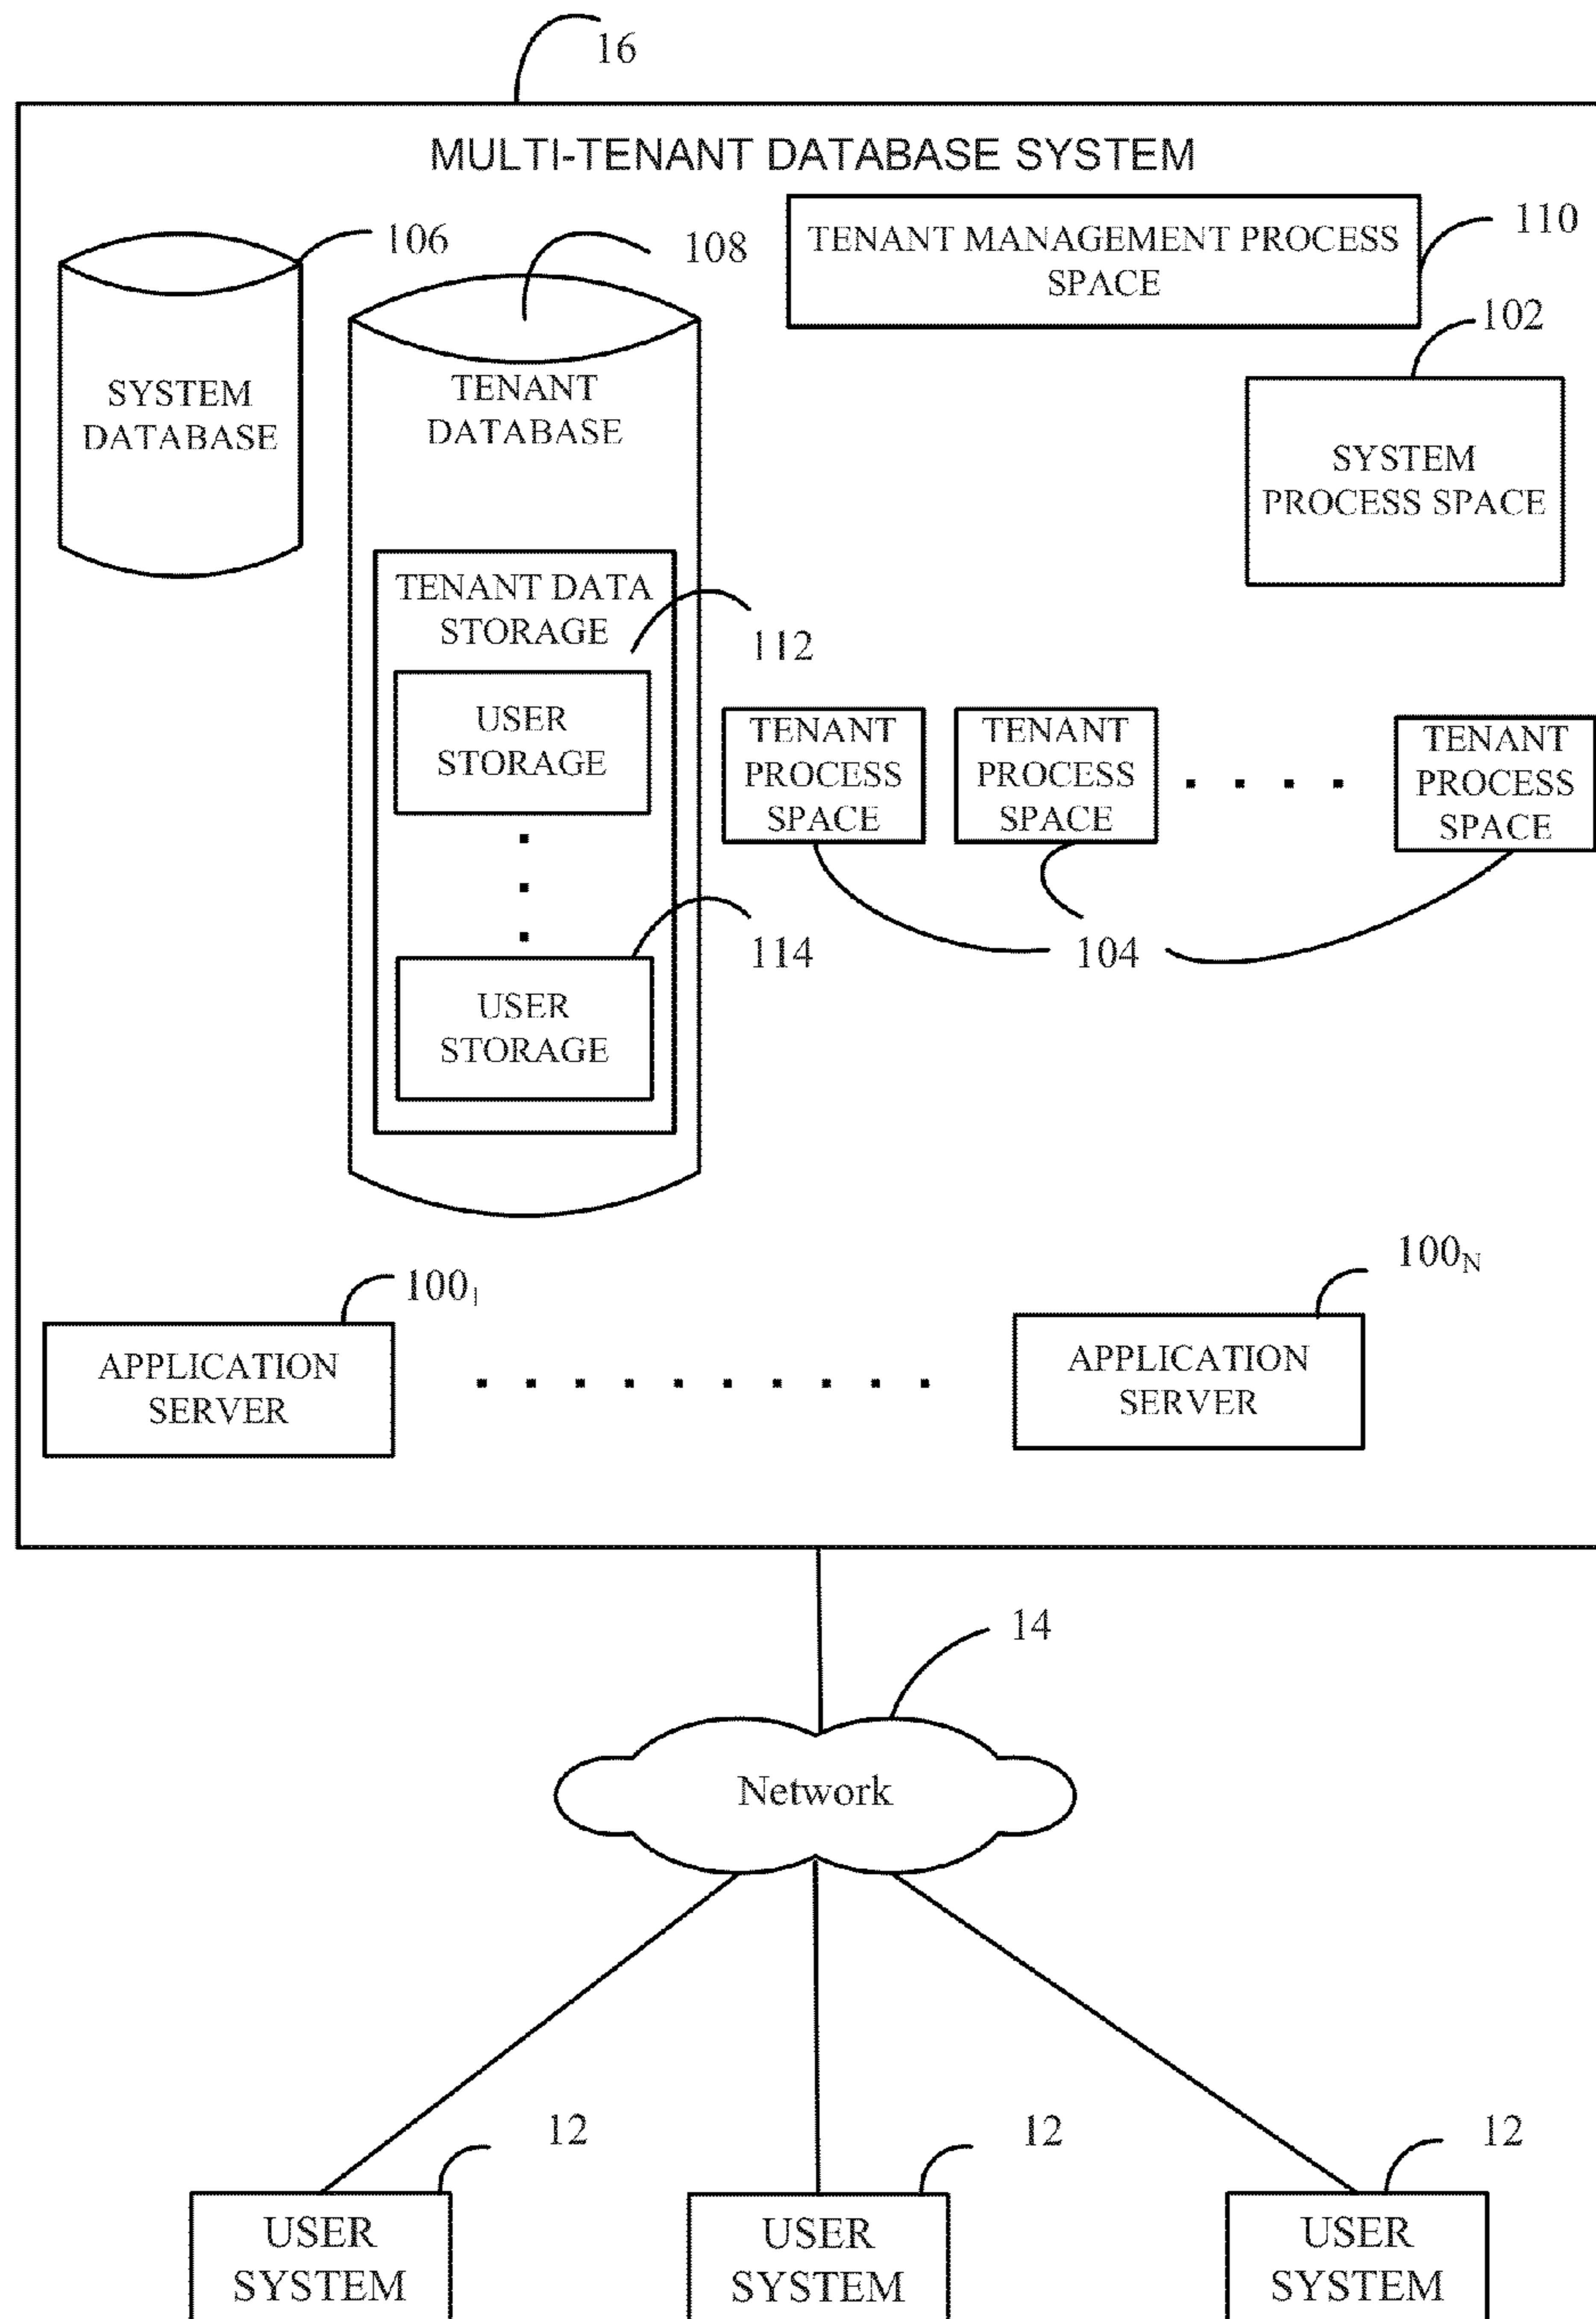 16
MULTI-TENANT DATABASE SYSTEM
106
108
TENANT MANAGEMENT PROCESS
SPACE
110
102
SYSTEM
DATABASE
TENANT
DATABASE
SYSTEM
PROCESS SPACE
TENANT DATA
STORAGE
112
USER
STORAGE
TENANT
PROCESS
SPACE
TENANT
PROCESS
SPACE
TENANT
PROCESS
SPACE
114
104
USER
STORAGE
100₁
100N
APPLICATION
SERVER
APPLICATION
SERVER
14
Network
12
12
12
USER
SYSTEM
USER
SYSTEM
USER
SYSTEM